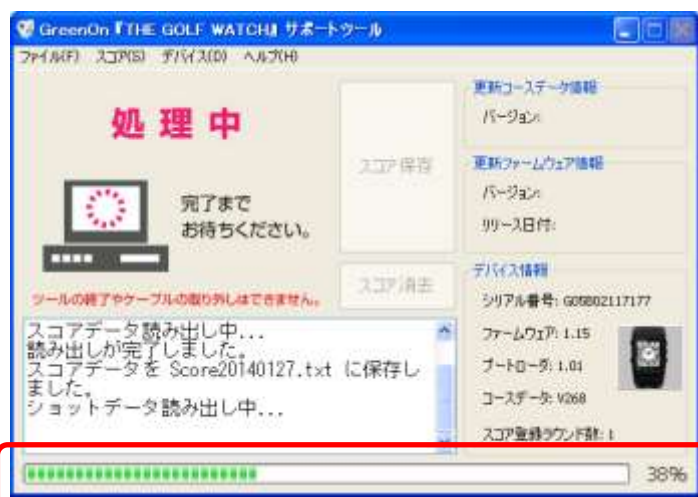 GreenOn『THE GOLF WATCH』サポートツール
ファイル(F) スコア(S) デバイス(D) ヘルプ(H)
処理中
完了まで
お待ちください。
ツールの終了やケーブルの取り外しはできません。
スコア保存
スコア消去
更新コースデータ情報
バージョン:
更新ファームウェア情報
バージョン:
リリース日付:
デバイス情報
シリアル番号: G05B02117177
ファームウェア: 1.15
ブートローダ: 1.01
コースデータ: V268
スコア登録ラウンド数: 1
スコアデータ読み出し中...
読み出しが完了しました。
スコアデータを Score20140127.txt に保存し
ました。
ショットデータ読み出し中...
38%